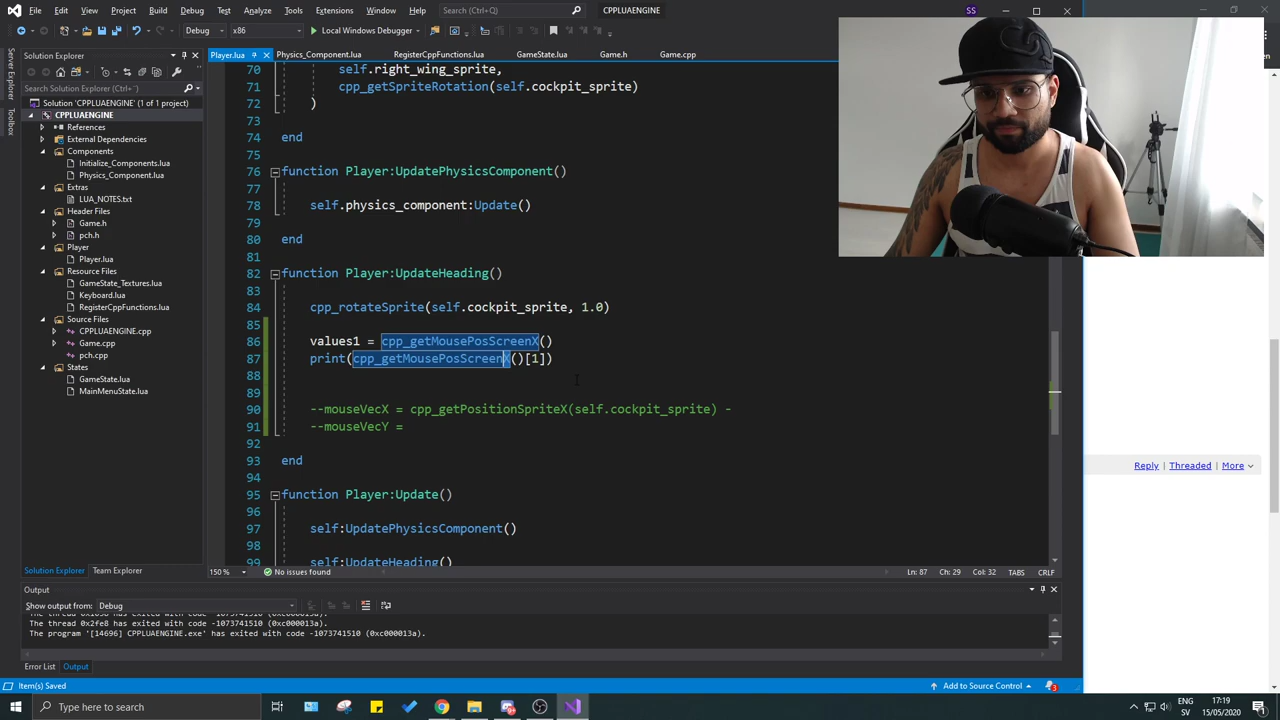 File Edit View Project Build Debug Test Analyze Tools Extensions Window Help Search (Ctrl+Q) CPPLUAENGINE SS
Debug x86 Local Windows Debugger
Server Explorer
Toolbox
Solution Explorer
Search Solution Explorer (Ctrl+')
Solution 'CPPLUAENGINE' (1 of 1 project)
CPPLUAENGINE
References
External Dependencies
Components
Initialize_Components.lua
Physics_Component.lua
Extras
LUA_NOTES.txt
Header Files
Game.h
pch.h
Player
Player.lua
Resource Files
GameState_Textures.lua
Keyboard.lua
RegisterCppFunctions.lua
Source Files
CPPLUAENGINE.cpp
Game.cpp
pch.cpp
States
GameState.lua
MainMenuState.lua
Solution Explorer Team Explorer
Player.lua Physics_Component.lua RegisterCppFunctions.lua GameState.lua Game.h Game.cpp
70 self.right_wing_sprite,
71 cpp_getSpriteRotation(self.cockpit_sprite)
72 )
73
74 end
75
76 function Player:UpdatePhysicsComponent()
77
78 self.physics_component:Update()
79
80 end
81
82 function Player:UpdateHeading()
83
84 cpp_rotateSprite(self.cockpit_sprite, 1.0)
85
86 values1 = cpp_getMousePosScreenX()
87 print(cpp_getMousePosScreenX()[1])
88
89
90 --mouseVecX = cpp_getPositionSpriteX(self.cockpit_sprite) -
91 --mouseVecY =
92
93 end
94
95 function Player:Update()
96
97 self:UpdatePhysicsComponent()
98
99 self:UpdateHeading()
150 % No issues found Ln: 87 Ch: 29 Col: 32 TABS CRLF
Output
Show output from: Debug
The thread 0x2fe8 has exited with code -1073741510 (0xc000013a).
The program '[14696] CPPLUAENGINE.exe' has exited with code -1073741510 (0xc000013a).
Error List Output
Item(s) Saved Add to Source Control 3
Reply | Threaded | More
Type here to search
ENG
SV
17:19
15/05/2020
1